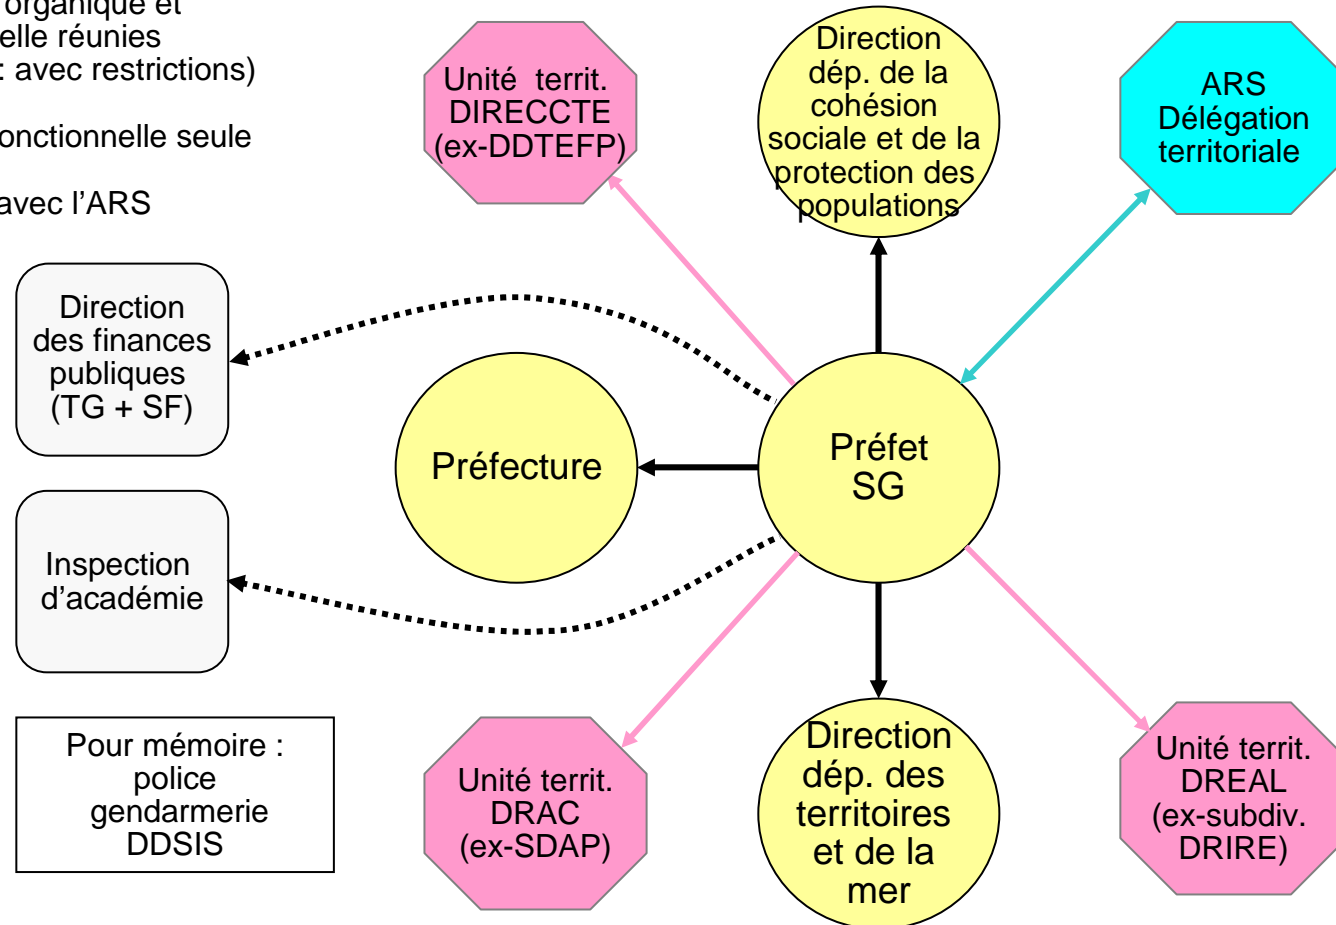 organique et
elle réunies
: avec restrictions)
onctionnelle seule
avec l'ARS
Unité territ.
DIRECCTE
(ex-DDTEFP)
Direction
dép. de la
cohésion
sociale et de la
protection des
populations
ARS
Délégation
territoriale
Direction
des finances
publiques
(TG + SF)
Préfecture
Préfet
SG
Inspection
d'académie
Pour mémoire :
police
gendarmerie
DDSIS
Unité territ.
DRAC
(ex-SDAP)
Direction
dép. des
territoires
et de la
mer
Unité territ.
DREAL
(ex-subdiv.
DRIRE)